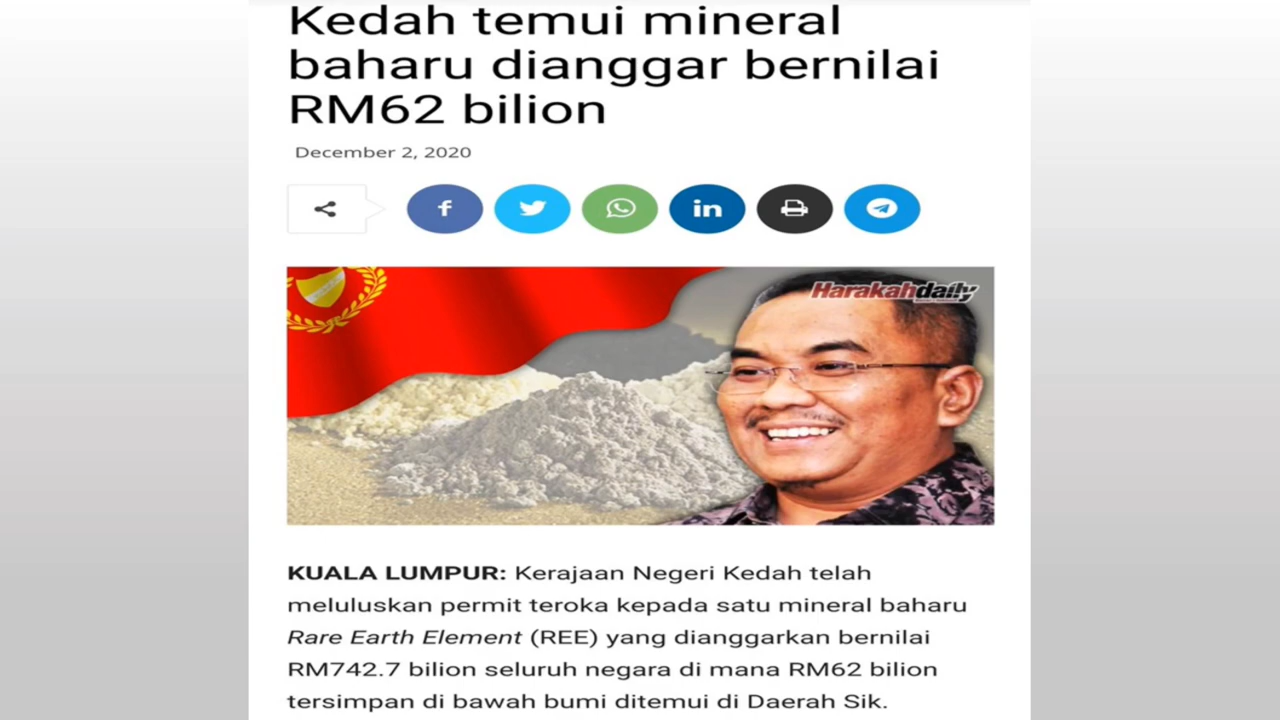 Kedah temui mineral
baharu dianggar bernilai
RM62 bilion
December 2, 2020
f
in
Harakahdaily
KUALA LUMPUR: Kerajaan Negeri Kedah telah
meluluskan permit teroka kepada satu mineral baharu
Rare Earth Element (REE) yang dianggarkan bernilai
RM742.7 bilion seluruh negara di mana RM62 bilion
tersimpan di bawah bumi ditemui di Daerah Sik.